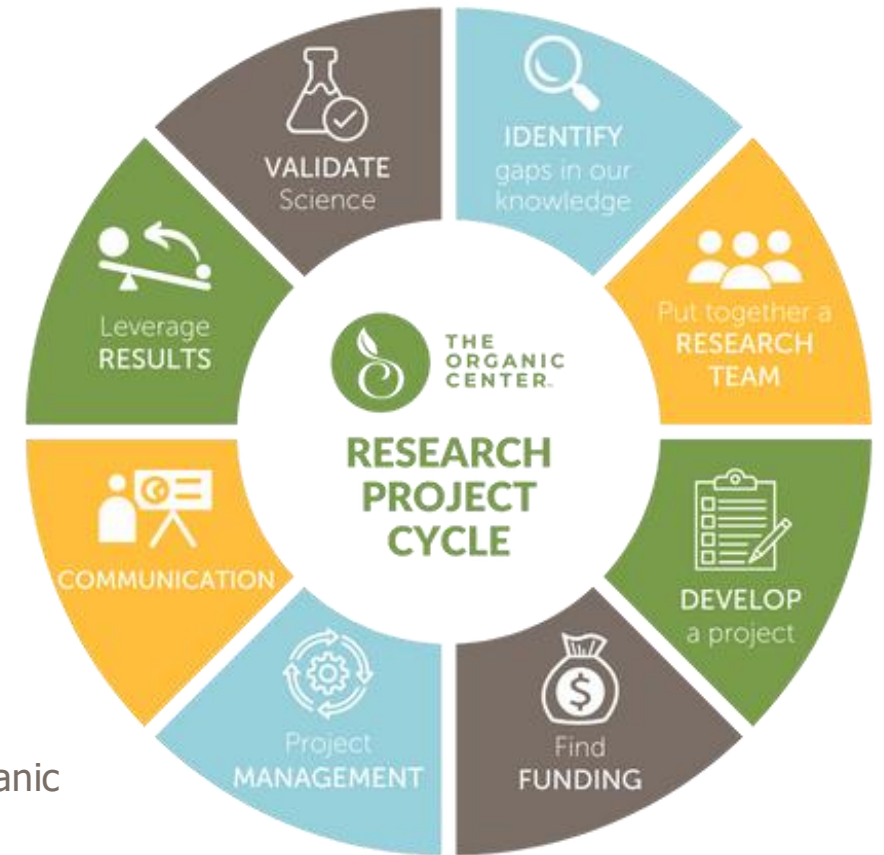 IDENTIFY
gaps in our
knowledge
Put together a
RESEARCH
TEAM
DEVELOP
a project
Find
FUNDING
Project
MANAGEMENT
COMMUNICATION
Leverage
RESULTS
VALIDATE
Science
THE
ORGANIC
CENTER
RESEARCH
PROJECT
CYCLE
anic